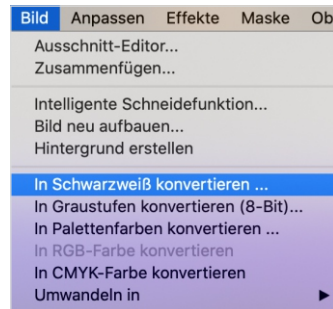 Bild Anpassen Effekte Maske Ob
Ausschnitt-Editor...
Zusammenfügen...
Intelligente Schneidefunktion...
Bild neu aufbauen...
Hintergrund erstellen
In Schwarzweiß konvertieren ...
In Graustufen konvertieren (8-Bit)...
In Palettenfarben konvertieren ...
In RGB-Farbe konvertieren
In CMYK-Farbe konvertieren
Umwandeln in